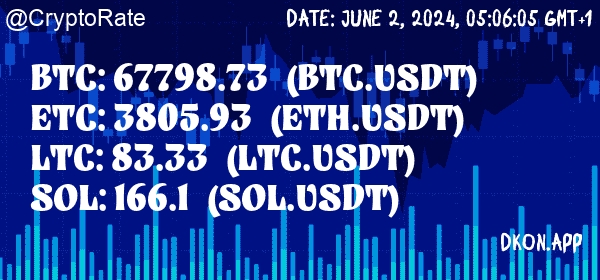 @CryptoRate
DATE: JUNE 2, 2024, 05:06:05 GMT+1
BTC: 67798.73 (BTC.USDT)
ETC: 3805.93 (ETH.USDT)
LTC: 83.33 (LTC.USDT)
SOL: 166.1 (SOL.USDT)
DKON.APP